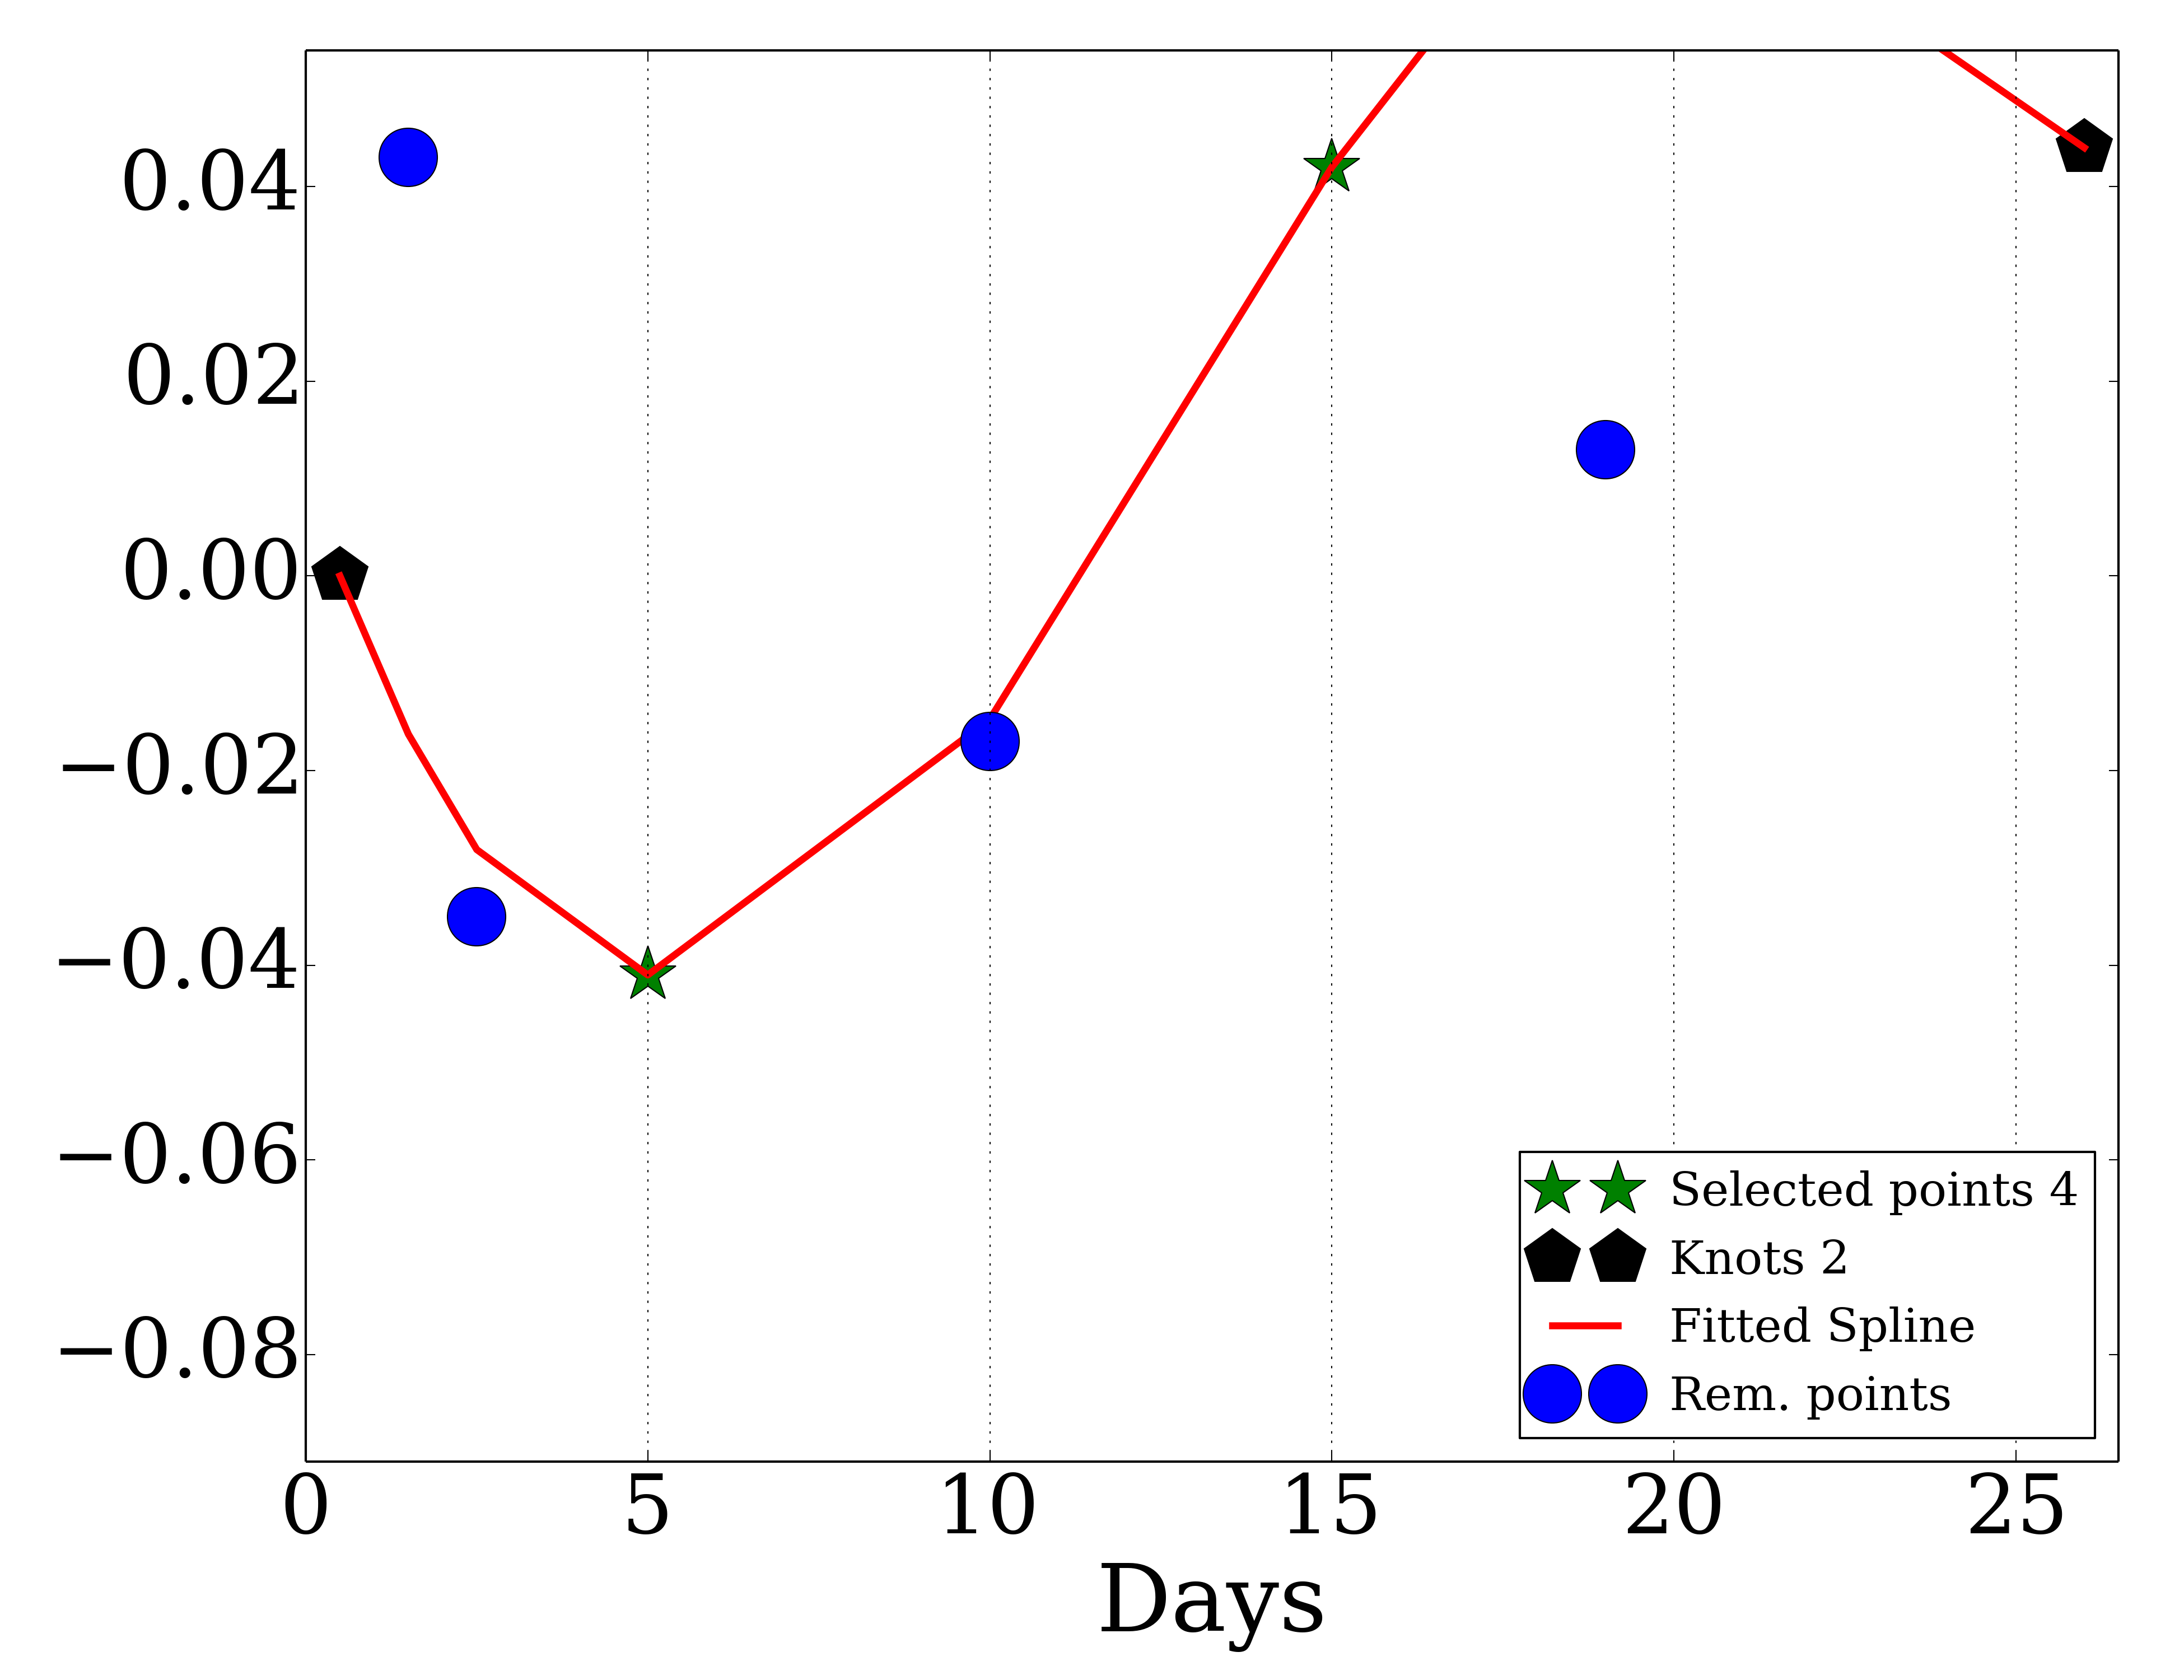 0.04
0.02
0.00
−0.02
−0.04
−0.06
−0.08
Selected points 4
Knots 2
Fitted Spline
Rem. points
0 5 10 15 20 25
Days